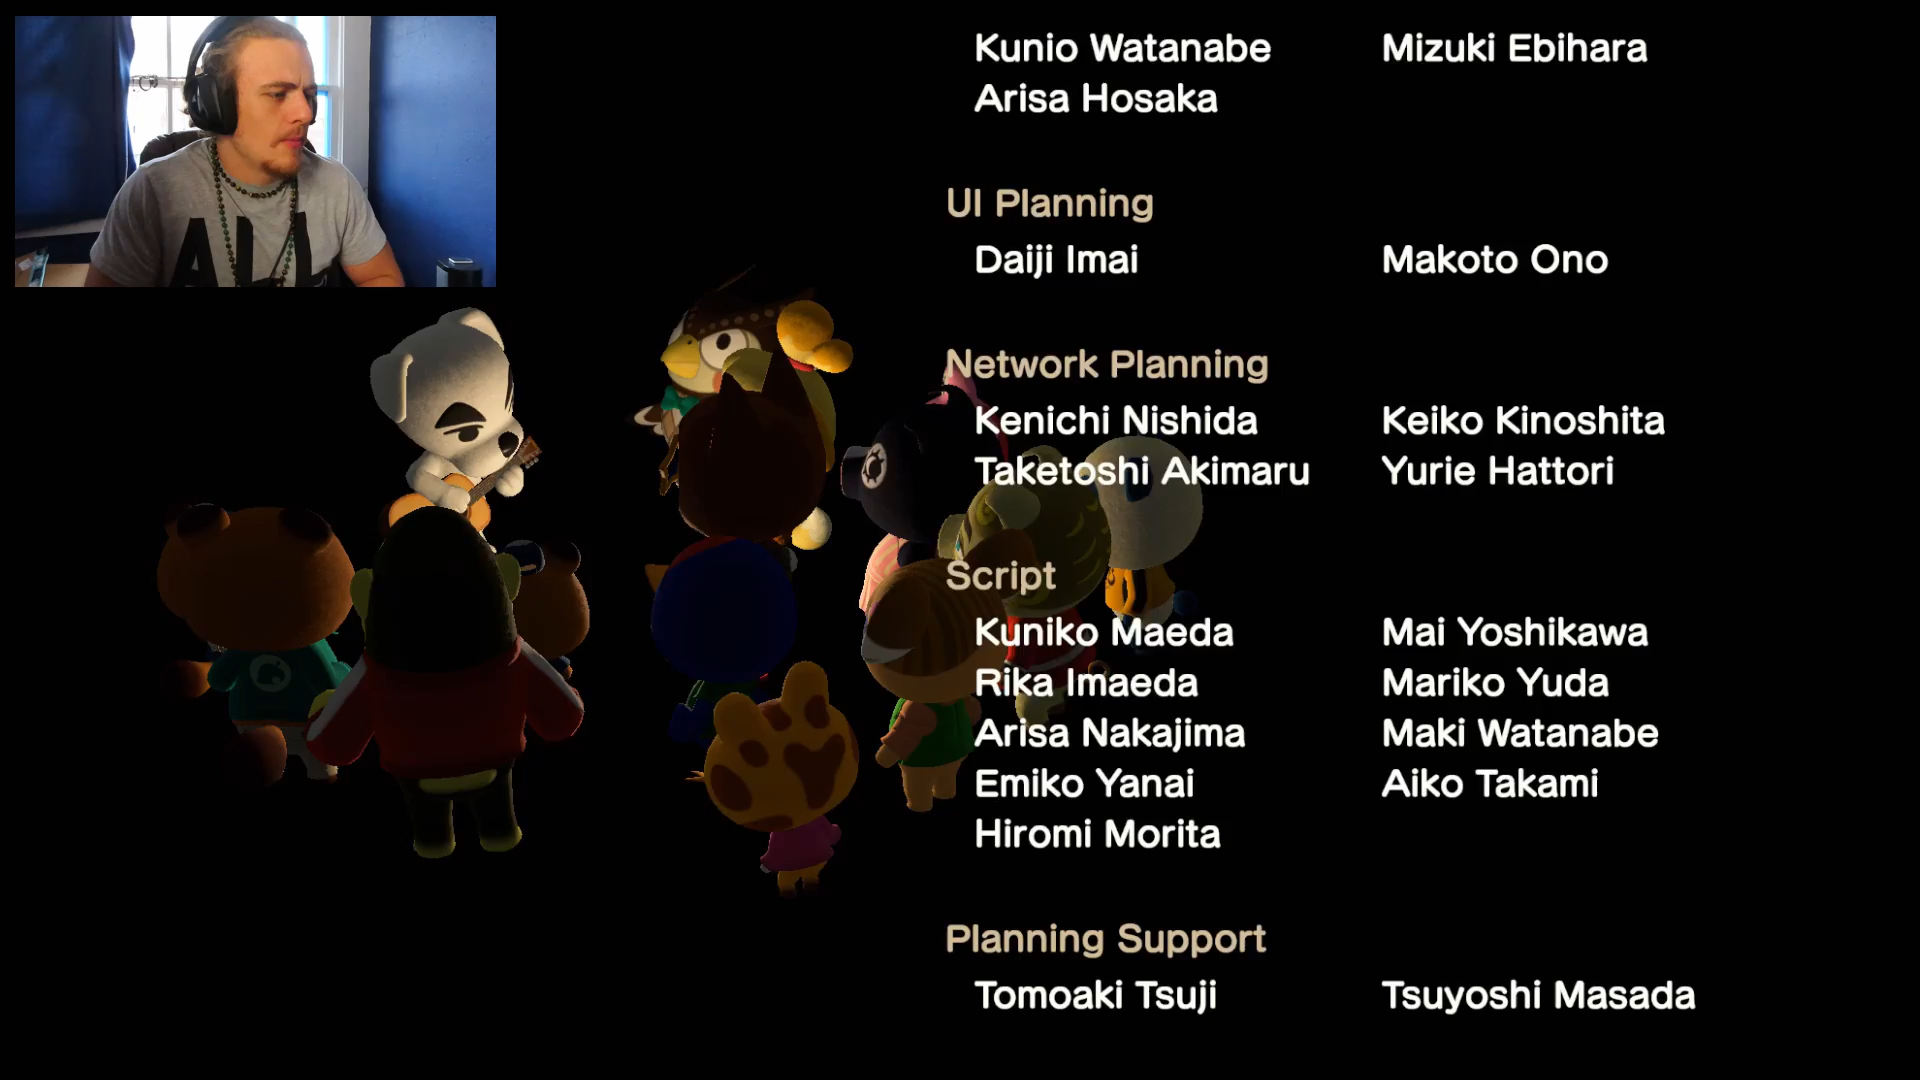 ALL
Kunio Watanabe Mizuki Ebihara
Arisa Hosaka
UI Planning
Daiji Imai Makoto Ono
Network Planning
Kenichi Nishida Keiko Kinoshita
Taketoshi Akimaru Yurie Hattori
Script
Kuniko Maeda Mai Yoshikawa
Rika Imaeda Mariko Yuda
Arisa Nakajima Maki Watanabe
Emiko Yanai Aiko Takami
Hiromi Morita
Planning Support
Tomoaki Tsuji Tsuyoshi Masada